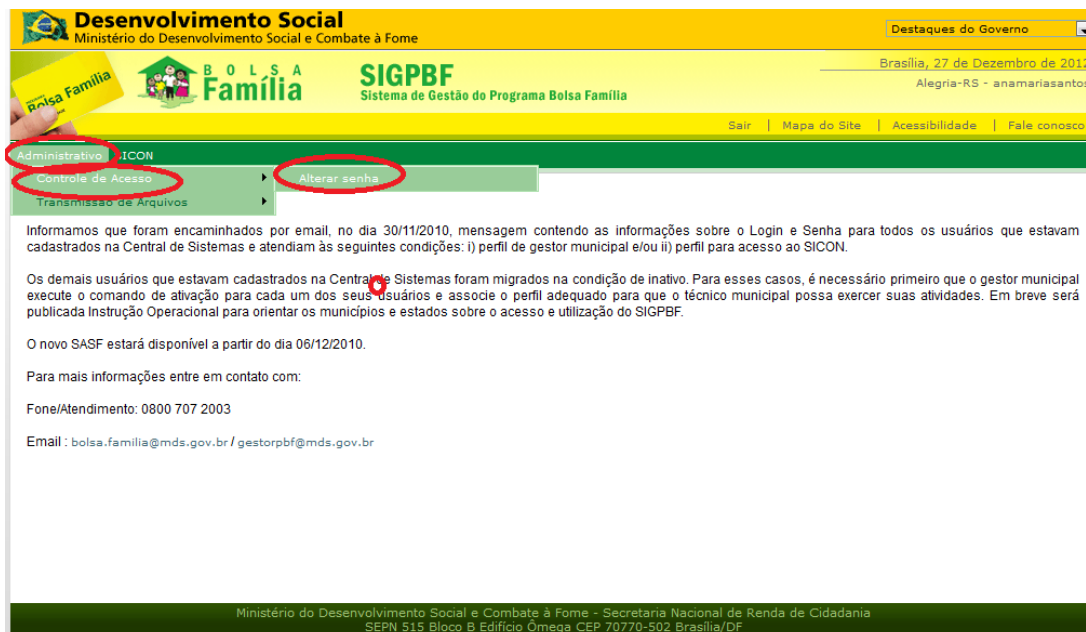 Desenvolvimento Social
Ministério do Desenvolvimento Social e Combate à Fome
Destaques do Governo
Bolsa Família
BOLSA
Família
SIGPBF
Sistema de Gestão do Programa Bolsa Família
Brasília, 27 de Dezembro de 2012
Alegria-RS - anamariasantos
Sair | Mapa do Site | Acessibilidade | Fale conosco
Administrativo SICON
Controle de Acesso
Alterar senha
Transmissão de Arquivos
Informamos que foram encaminhados por email, no dia 30/11/2010, mensagem contendo as informações sobre o Login e Senha para todos os usuários que estavam
cadastrados na Central de Sistemas e atendiam às seguintes condições: i) perfil de gestor municipal e/ou ii) perfil para acesso ao SICON.
Os demais usuários que estavam cadastrados na Central de Sistemas foram migrados na condição de inativo. Para esses casos, é necessário primeiro que o gestor municipal
execute o comando de ativação para cada um dos seus usuários e associe o perfil adequado para que o técnico municipal possa exercer suas atividades. Em breve será
publicada Instrução Operacional para orientar os municípios e estados sobre o acesso e utilização do SIGPBF.
O novo SASF estará disponível a partir do dia 06/12/2010.
Para mais informações entre em contato com:
Fone/Atendimento: 0800 707 2003
Email : bolsa.familia@mds.gov.br / gestorpbf@mds.gov.br
Ministério do Desenvolvimento Social e Combate à Fome - Secretaria Nacional de Renda de Cidadania
SEPN 515 Bloco B Edifício Ômega CEP 70770-502 Brasília/DF